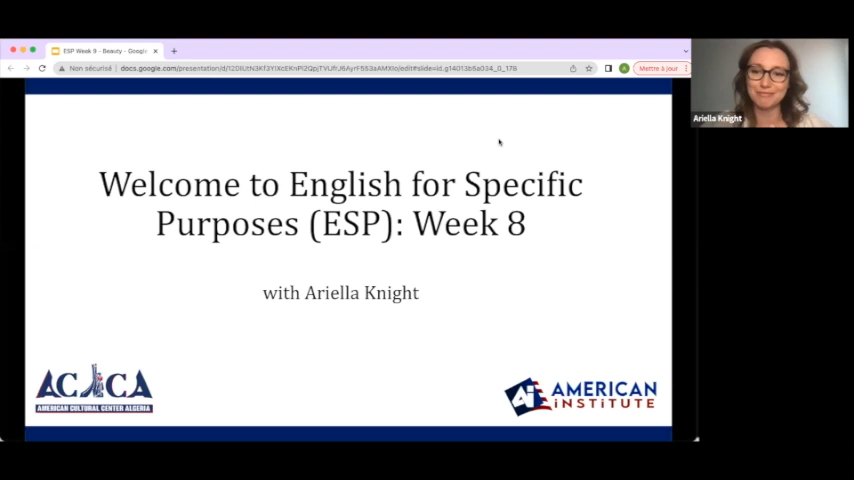 ESP Week 9 - Beauty - Google
Non sécurisé
Mettre à jour
Ariella Knight
Welcome to English for Specific
Purposes (ESP): Week 8
with Ariella Knight
ACCA
AMERICAN CULTURAL CENTER ALGERIA
Ai
AMERICAN
INSTITUTE